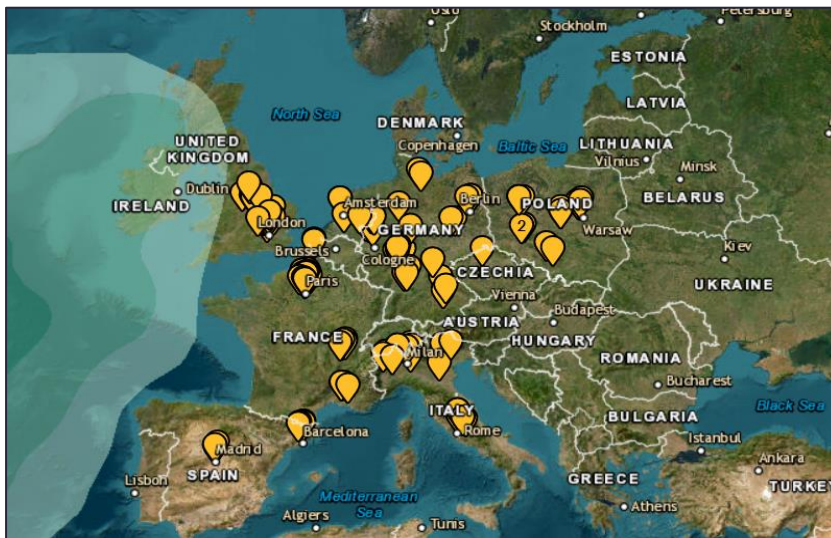 Oslo
Petersburg
Stockholm
ESTONIA
LATVIA
North Sea
DENMARK
Copenhagen
Baltic Sea
LITHUANIA
Vilnius
Minsk
UNITED
KINGDOM
Dublin
IRELAND
Amsterdam
Berlin
POLAND
BELARUS
London
GERMANY
2
Warsaw
Brussels
Cologne
Kiev
Paris
CZECHIA
UKRAINE
Vienna
Budapest
FRANCE
AUSTRIA
HUNGARY
Milan
ROMANIA
Bucharest
Black Sea
ITALY
BULGARIA
Barcelona
Rome
Madrid
Istanbul
SPAIN
Ankara
Lisbon
GREECE
TURKEY
Mediterranean
Sea
Athens
Algiers
Tunis